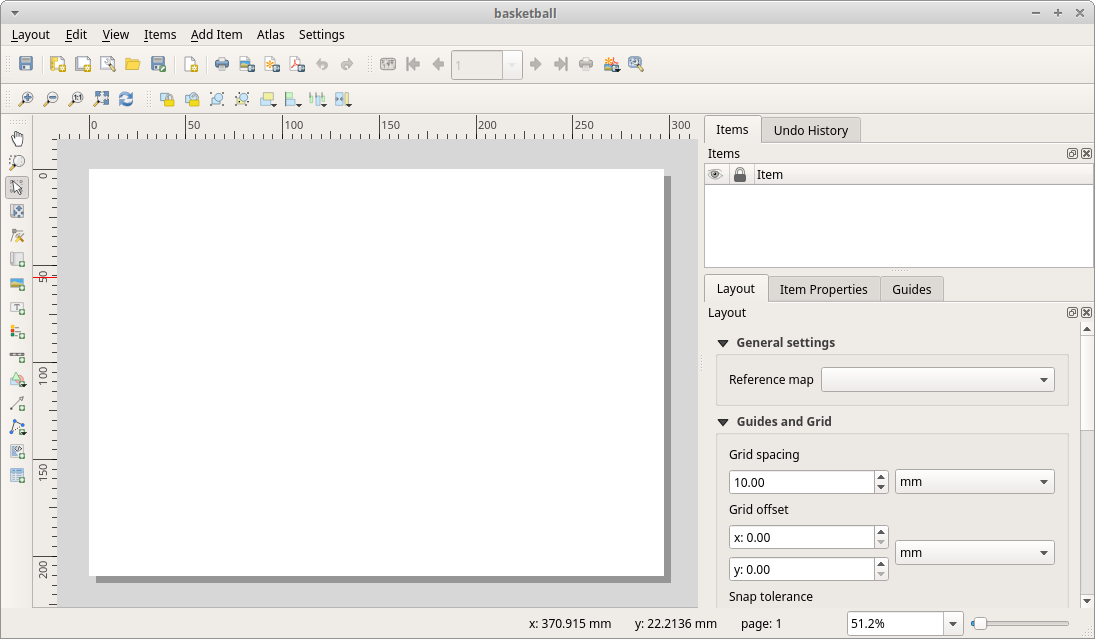 basketball
Layout Edit View Items Add Item Atlas Settings
1
1:1
0 50 100 150 200 250 300
0
50
100
150
200
Items Undo History
Items
Item
Layout Item Properties Guides
Layout
General settings
Reference map
Guides and Grid
Grid spacing
10.00 mm
Grid offset
x: 0.00
mm
y: 0.00
Snap tolerance
x: 370.915 mm y: 22.2136 mm page: 1 51.2%